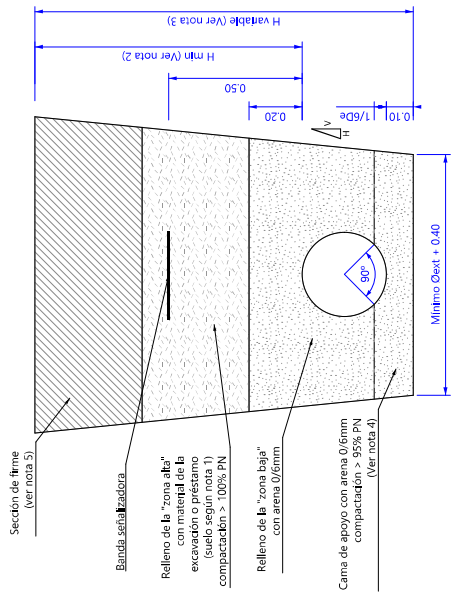 Sección de firme
(ver nota 5)
Banda señalizadora
Relleno de la "zona alta"
con material de la
excavación o préstamo
(suelo según nota 1)
compactación > 100% PN
Relleno de la "zona baja"
con arena 0/6mm
Cama de apoyo con arena 0/6mm
compactación > 95% PN
(Ver nota 4)
H variable (Ver nota 3)
H min (Ver nota 2)
0.50
0.20
1/6De
0.10
V
H
90º
Mínimo Øext + 0.40